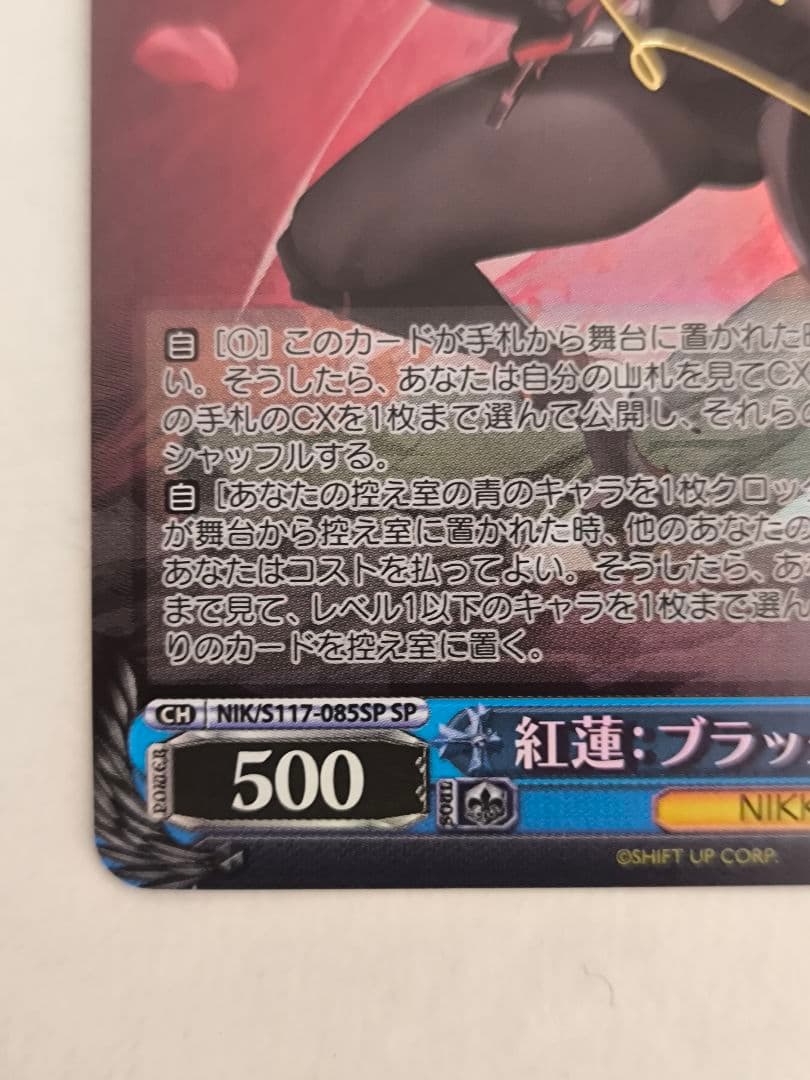 自 [①] このカードが手札から舞台に置かれた
い。そうしたら、あなたは自分の山札を見てCX
の手札のCXを1枚まで選んで公開し、それらを
シャッフルする。
自 [あなたの控え室の青のキャラを1枚クロッ
が舞台から控え室に置かれた時、他のあなたの
あなたはコストを払ってよい。そうしたら、あ
まで見て、レベル1以下のキャラを1枚まで選ん
りのカードを控え室に置く。
CH NIK/S117-085SP SP
POWER 500
紅蓮：ブラッ
SOUL
NIKK
©SHIFT UP CORP.